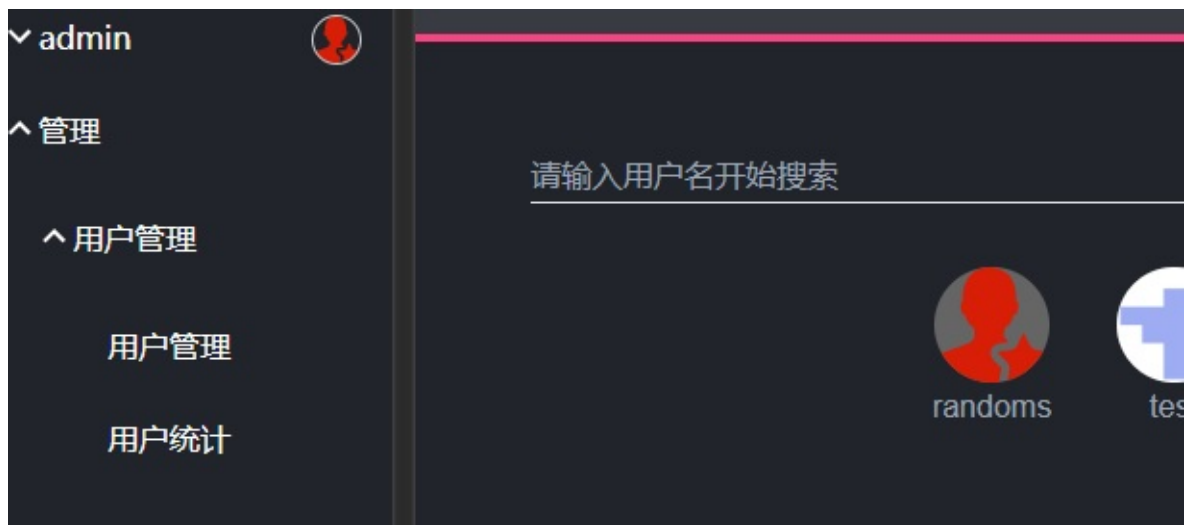 admin
管理
用户管理
用户管理
用户统计
请输入用户名开始搜索
randoms
tes